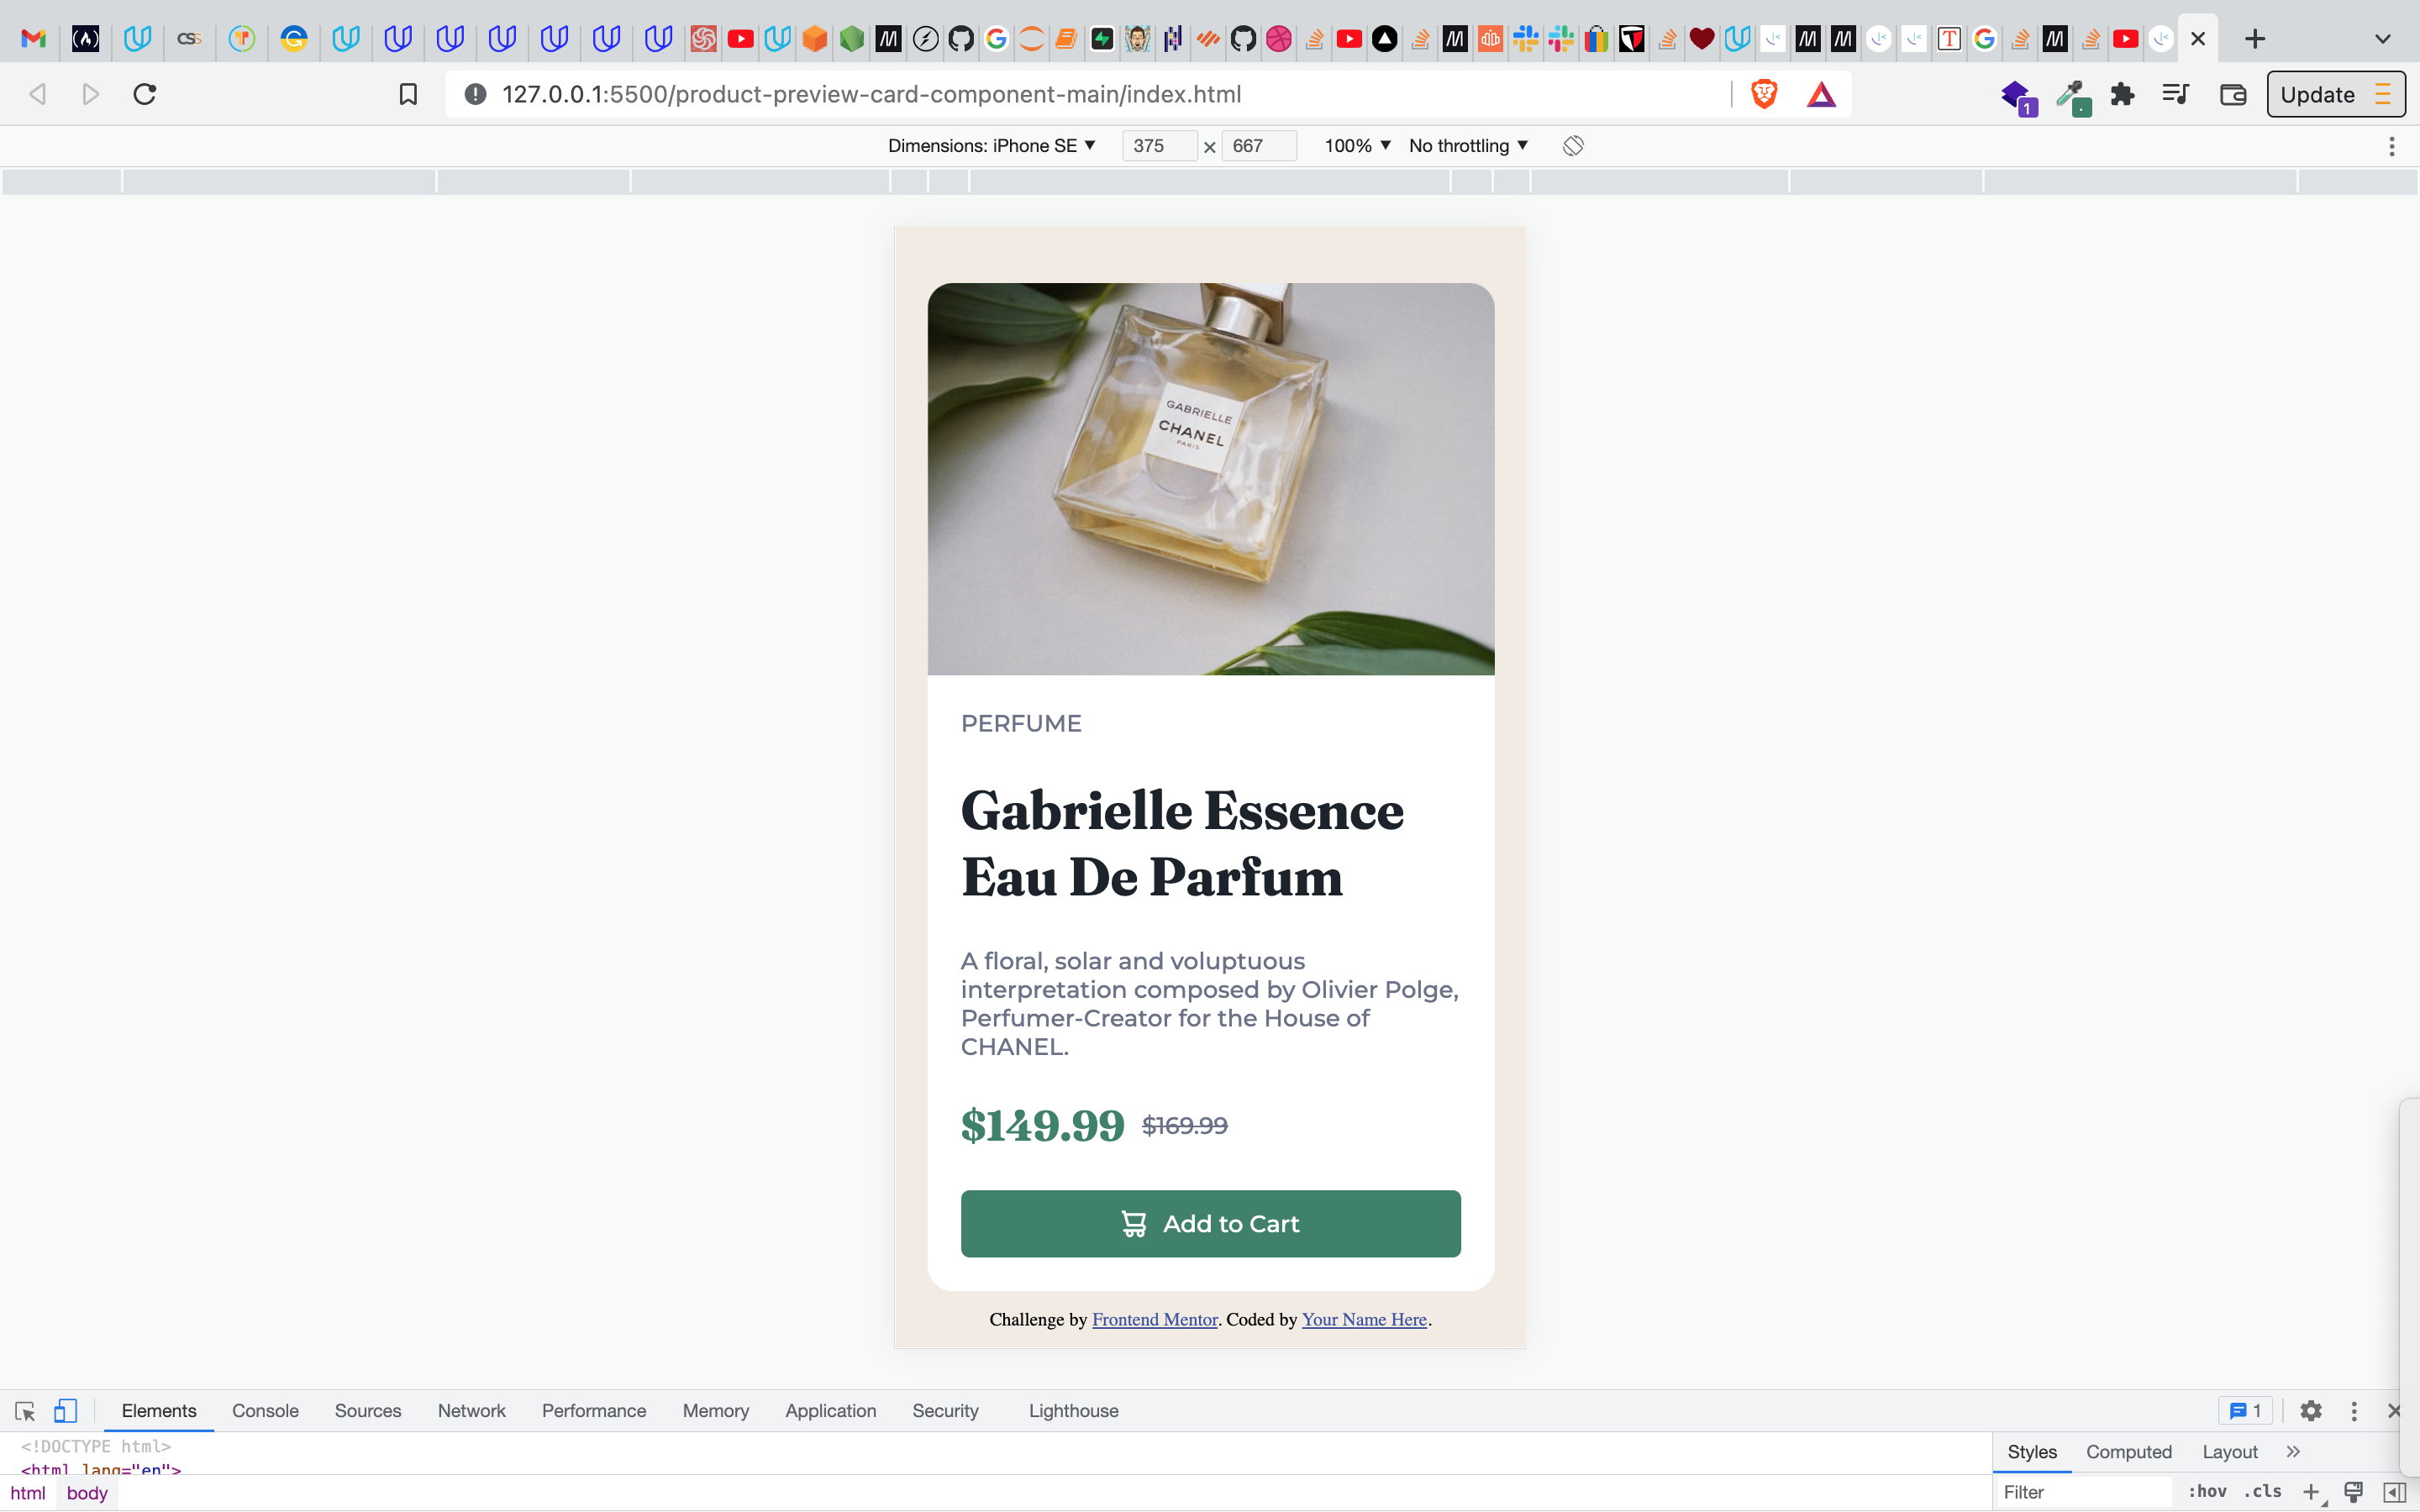 127.0.0.1:5500/product-preview-card-component-main/index.html
1
Update
Dimensions: iPhone SE ▼ 375 × 667 100% ▼ No throttling ▼
GABRIELLE
CHANEL
PARIS
PERFUME
Gabrielle Essence
Eau De Parfum
A floral, solar and voluptuous
interpretation composed by Olivier Polge,
Perfumer-Creator for the House of
CHANEL.
$149.99 $169.99
Add to Cart
Challenge by Frontend Mentor. Coded by Your Name Here.
Elements Console Sources Network Performance Memory Application Security Lighthouse 1
<!DOCTYPE html>
<html lang="en">
Styles Computed Layout »
html body
Filter :hov .cls +